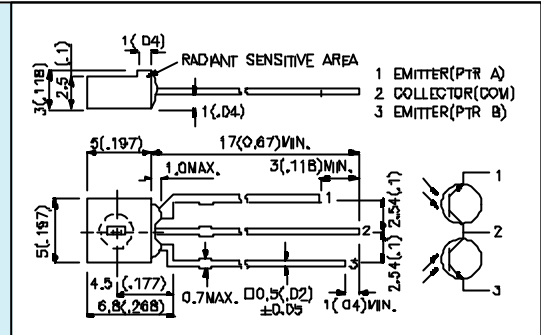 1(.04)
RADIANT SENSITIVE AREA
2.5 (.1)
3(.118)
1(.04)
1 EMITTER(PTR A)
2 COLLECTOR(COM)
3 EMITTER(PTR B)
5(.197)
17(0.67)MIN.
1.0MAX.
3(.118)MIN.
5(.197)
1
2
3
2.54(.1)
2.54(.1)
1
2
3
4.5 (.177)
6.8(.268)
0.7MAX.
□0.5(.02)
±0.05
1(.04)MIN.